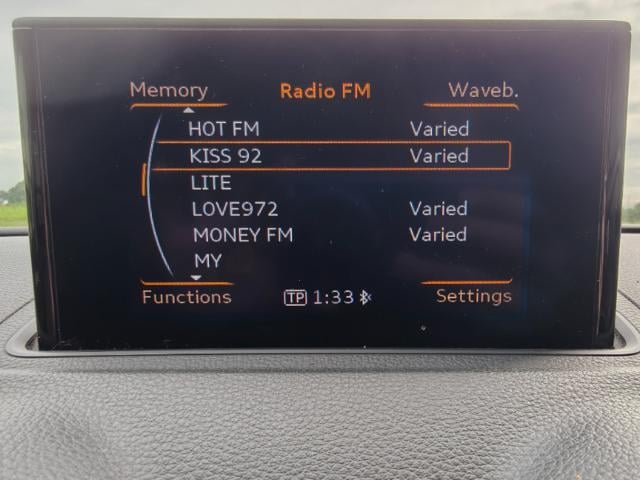 Memory Radio FM Waveb.
HOT FM Varied
KISS 92 Varied
LITE
LOVE972 Varied
MONEY FM Varied
MY
Functions TP 1:33 Settings